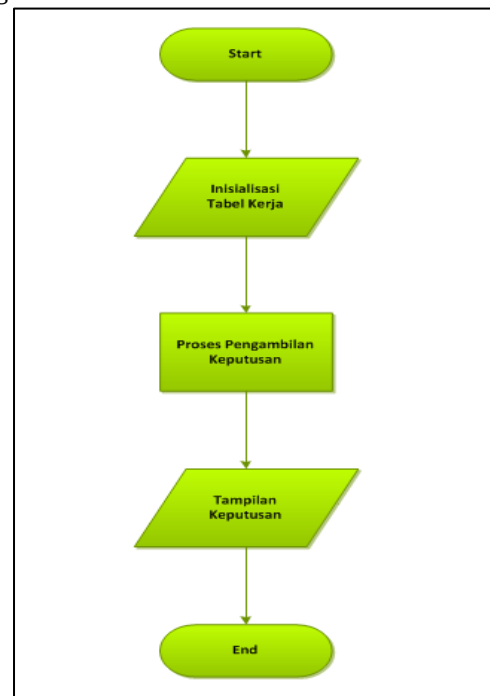 Start
Inisialisasi
Tabel Kerja
Proses Pengambilan
Keputusan
Tampilan
Keputusan
End